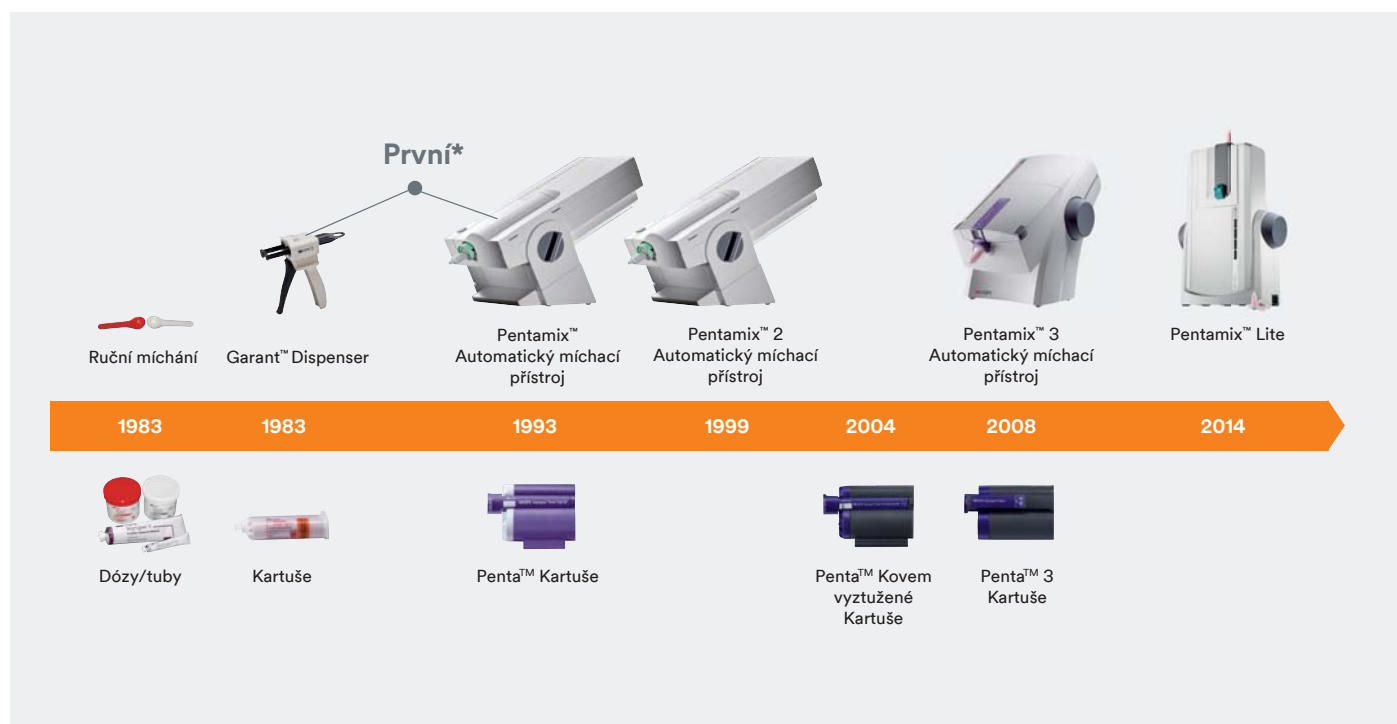 První*
Ruční míchání
Garant™ Dispenser
Pentamix™
Automatický míchací
přístroj
Pentamix™ 2
Automatický míchací
přístroj
Pentamix™ 3
Automatický míchací
přístroj
Pentamix™ Lite
1983
1983
1993
1999
2004
2008
2014
Dózy/tuby
Kartuše
Penta™ Kartuše
Penta™ Kovem
vyztužené
Kartuše
Penta™ 3
Kartuše